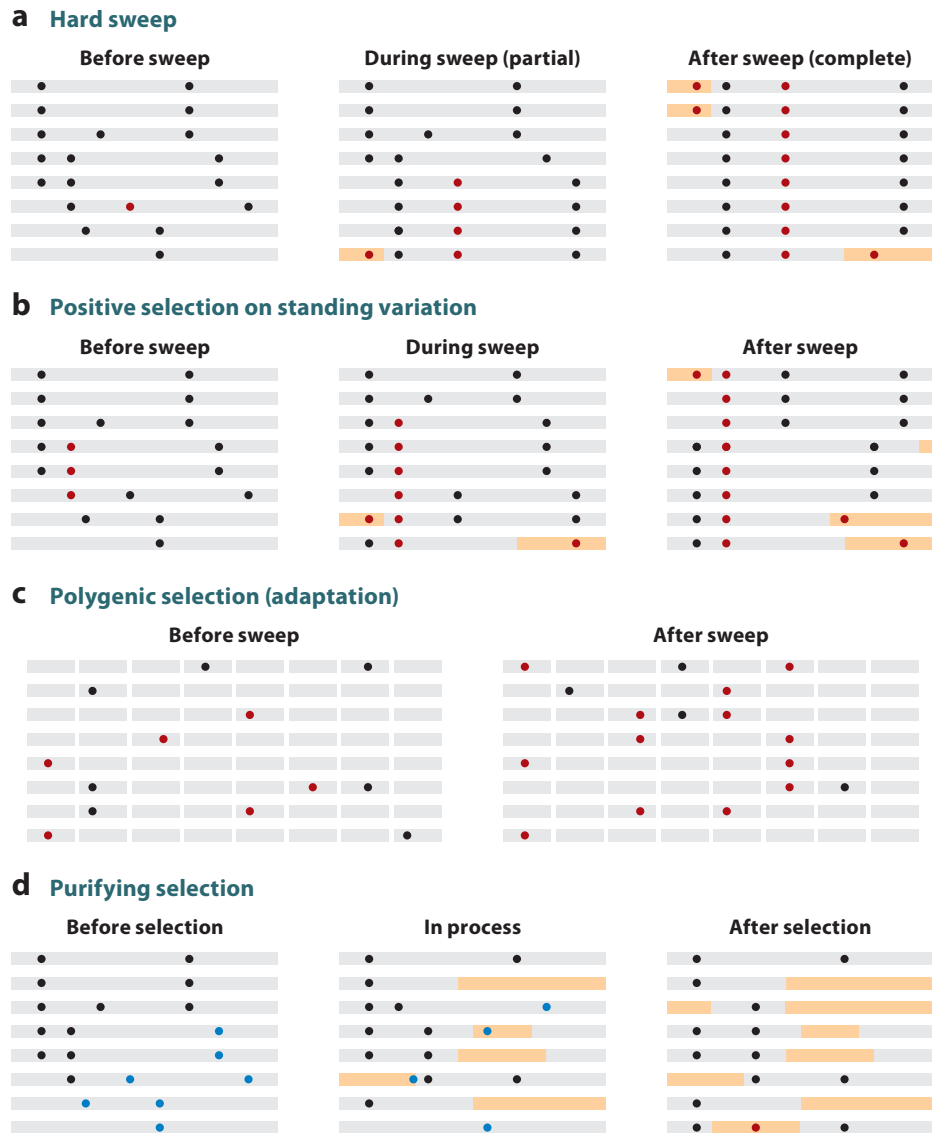 a Hard sweep
Before sweep During sweep (partial) After sweep (complete)
b Positive selection on standing variation
Before sweep During sweep After sweep
c Polygenic selection (adaptation)
Before sweep After sweep
d Purifying selection
Before selection In process After selection